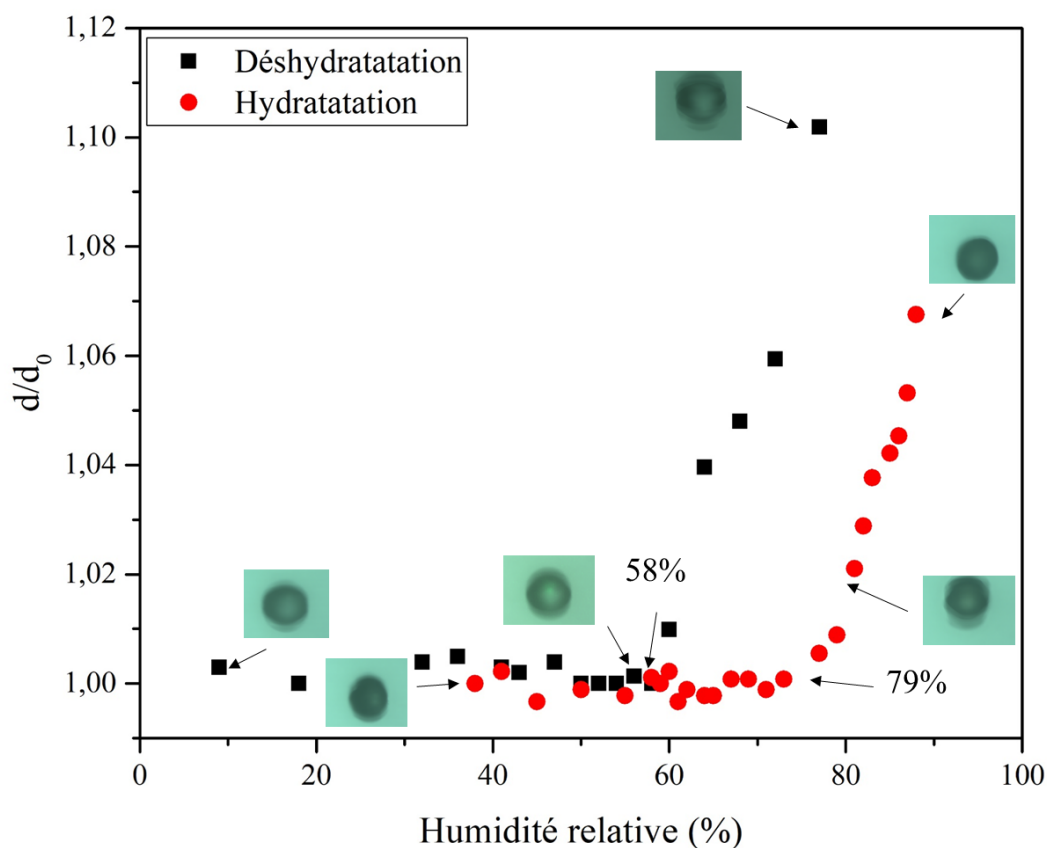 1,12
1,10
1,08
1,06
1,04
1,02
1,00
d/d0
Déshydratatation
Hydratatation
58%
79%
0 20 40 60 80 100
Humidité relative (%)